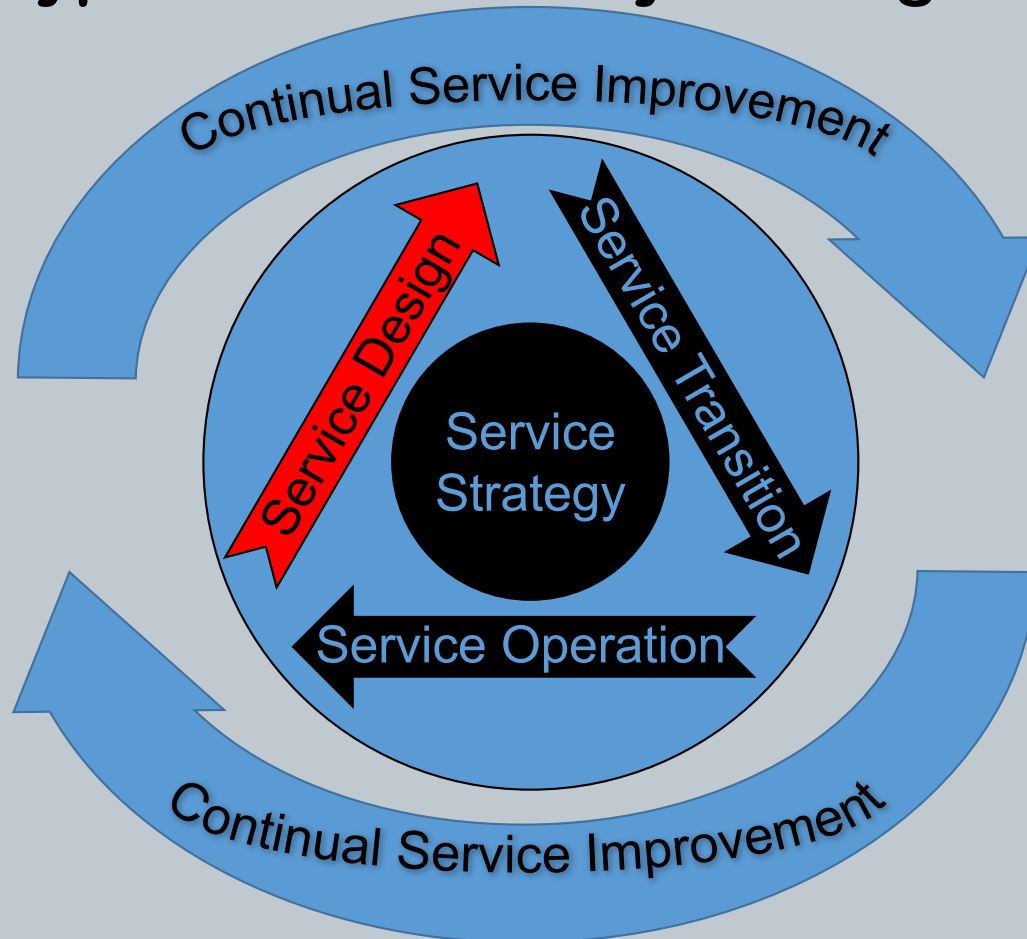 Continual Service Improvement
Service Design
Service Transition
Service
Strategy
Service Operation
Continual Service Improvement